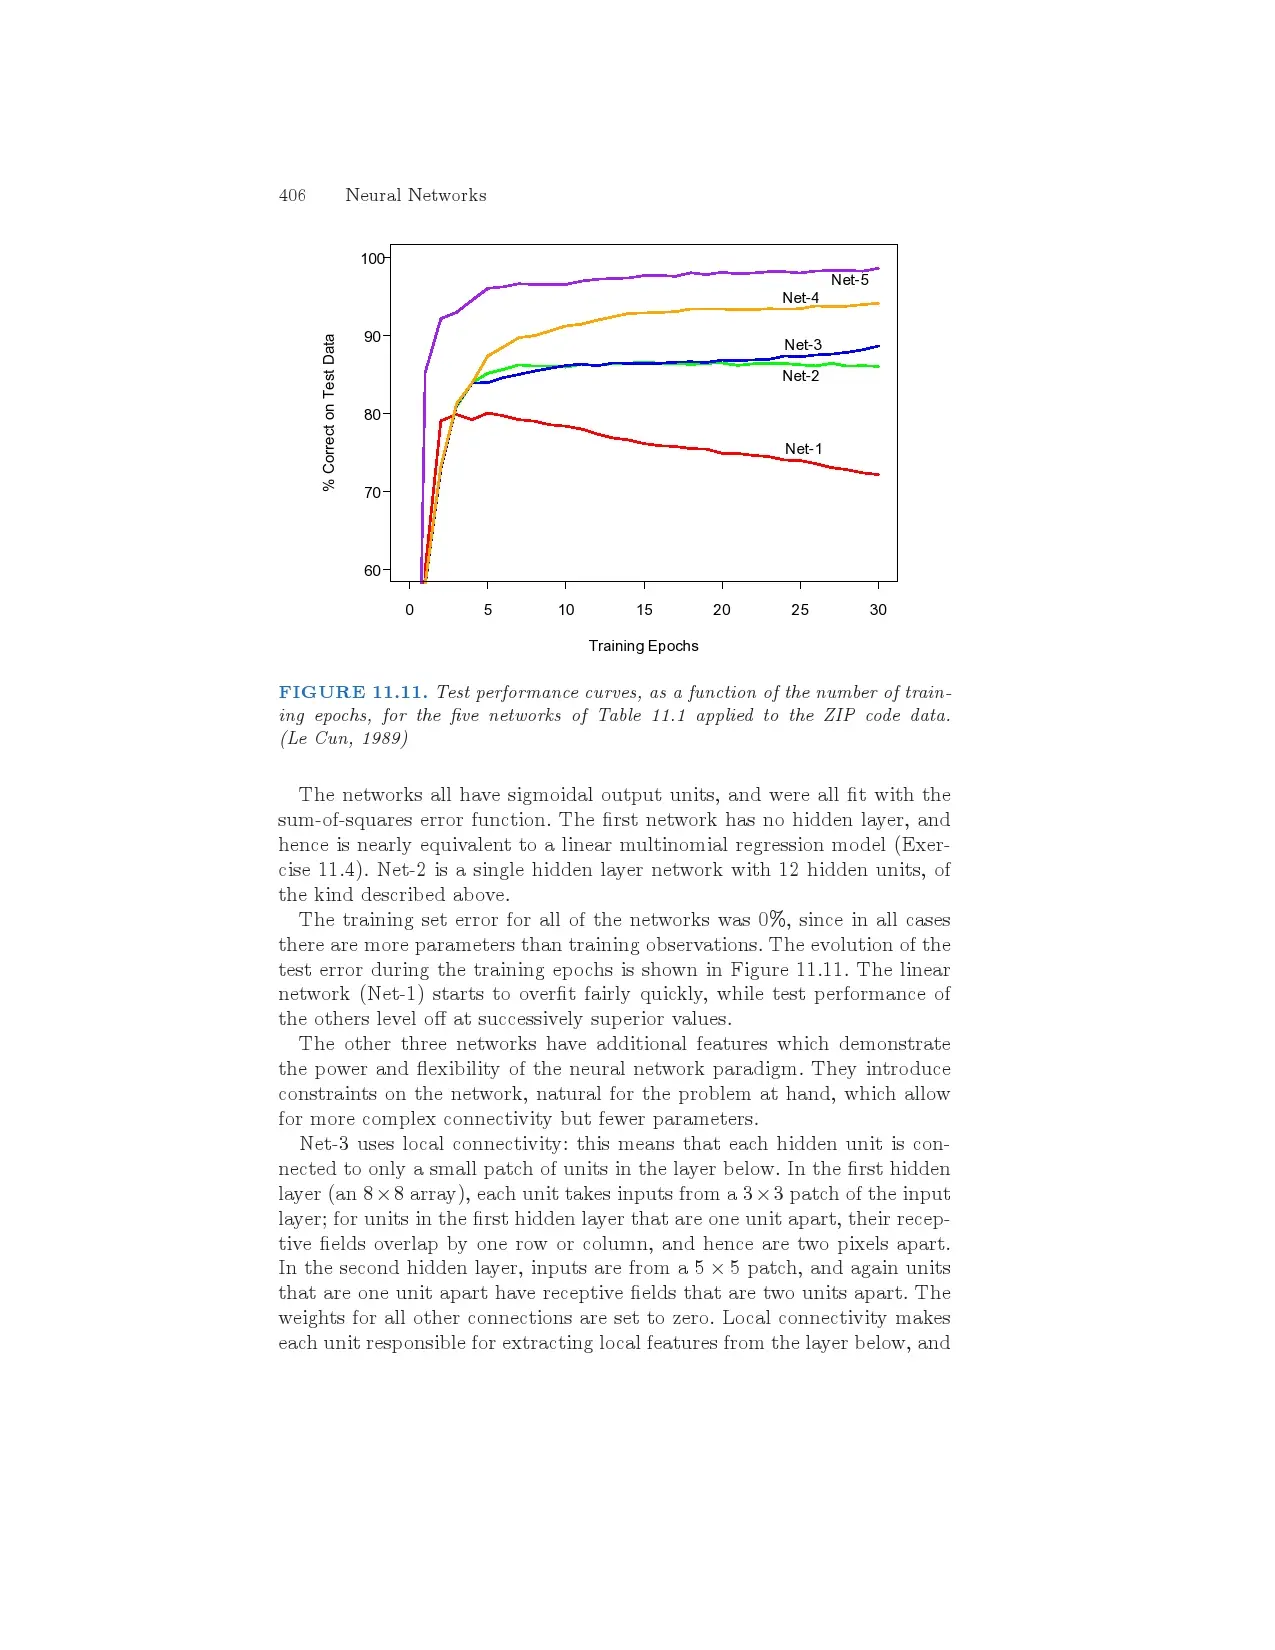 406 Neural Networks
100
90
80
70
60
% Correct on Test Data
Net-5
Net-4
Net-3
Net-2
Net-1
0 5 10 15 20 25 30
Training Epochs
FIGURE 11.11. Test performance curves, as a function of the number of train-
ing epochs, for the five networks of Table 11.1 applied to the ZIP code data.
(Le Cun, 1989)
The networks all have sigmoidal output units, and were all fit with the
sum-of-squares error function. The first network has no hidden layer, and
hence is nearly equivalent to a linear multinomial regression model (Exer-
cise 11.4). Net-2 is a single hidden layer network with 12 hidden units, of
the kind described above.
The training set error for all of the networks was 0%, since in all cases
there are more parameters than training observations. The evolution of the
test error during the training epochs is shown in Figure 11.11. The linear
network (Net-1) starts to overfit fairly quickly, while test performance of
the others level off at successively superior values.
The other three networks have additional features which demonstrate
the power and flexibility of the neural network paradigm. They introduce
constraints on the network, natural for the problem at hand, which allow
for more complex connectivity but fewer parameters.
Net-3 uses local connectivity: this means that each hidden unit is con-
nected to only a small patch of units in the layer below. In the first hidden
layer (an 8×8 array), each unit takes inputs from a 3×3 patch of the input
layer; for units in the first hidden layer that are one unit apart, their recep-
tive fields overlap by one row or column, and hence are two pixels apart.
In the second hidden layer, inputs are from a 5 × 5 patch, and again units
that are one unit apart have receptive fields that are two units apart. The
weights for all other connections are set to zero. Local connectivity makes
each unit responsible for extracting local features from the layer below, and